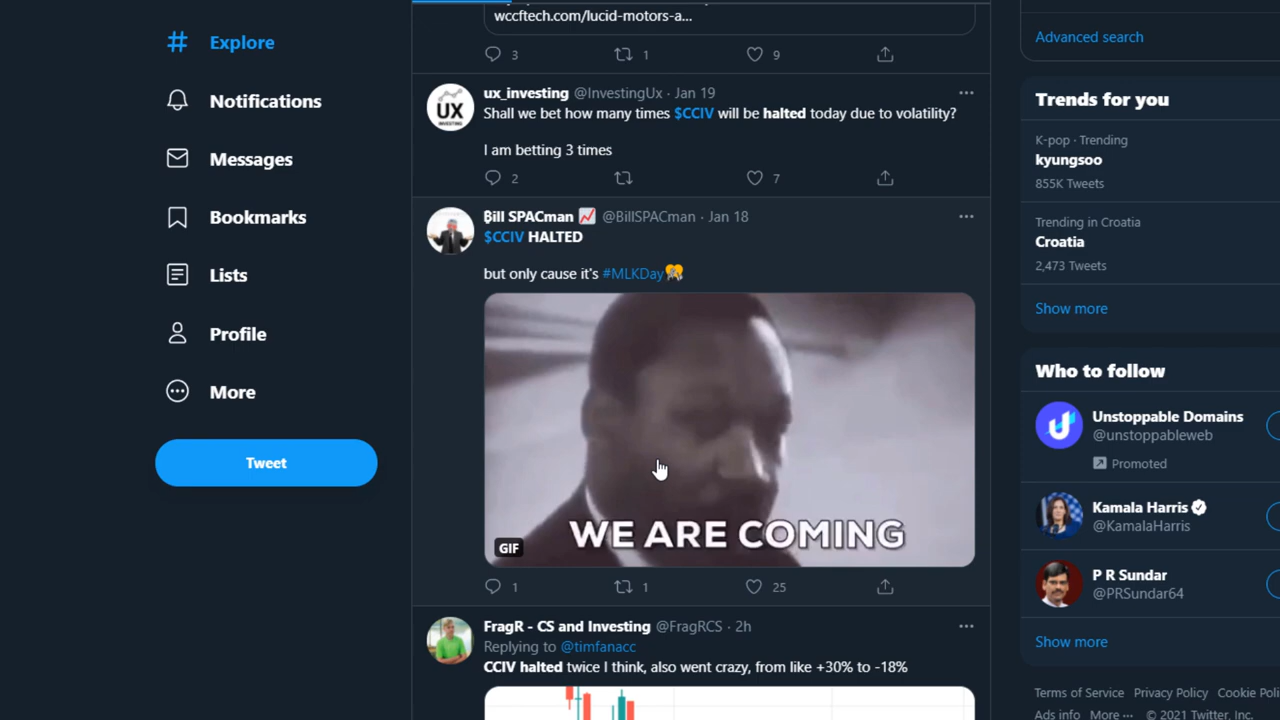 Explore
Notifications
Messages
Bookmarks
Lists
Profile
More
Tweet
wccftech.com/lucid-motors-a...
3 1 9
UX
INVESTING
ux_investing @InvestingUx · Jan 19
Shall we bet how many times $CCIV will be halted today due to volatility?
I am betting 3 times
2 7
₿ill SPACman 📈 @BillSPACman · Jan 18
$CCIV HALTED
but only cause it's #MLKDay🎊
WE ARE COMING
GIF
1 1 25
FragR - CS and Investing @FragRCS · 2h
Replying to @timfanacc
CCIV halted twice I think, also went crazy, from like +30% to -18%
Advanced search
Trends for you
K-pop · Trending
kyungsoo
855K Tweets
Trending in Croatia
Croatia
2,473 Tweets
Show more
Who to follow
Unstoppable Domains
@unstoppableweb
Promoted
Kamala Harris
@KamalaHarris
P R Sundar
@PRSundar64
Show more
Terms of Service Privacy Policy Cookie Poli
Ads info More ··· © 2021 Twitter, Inc.